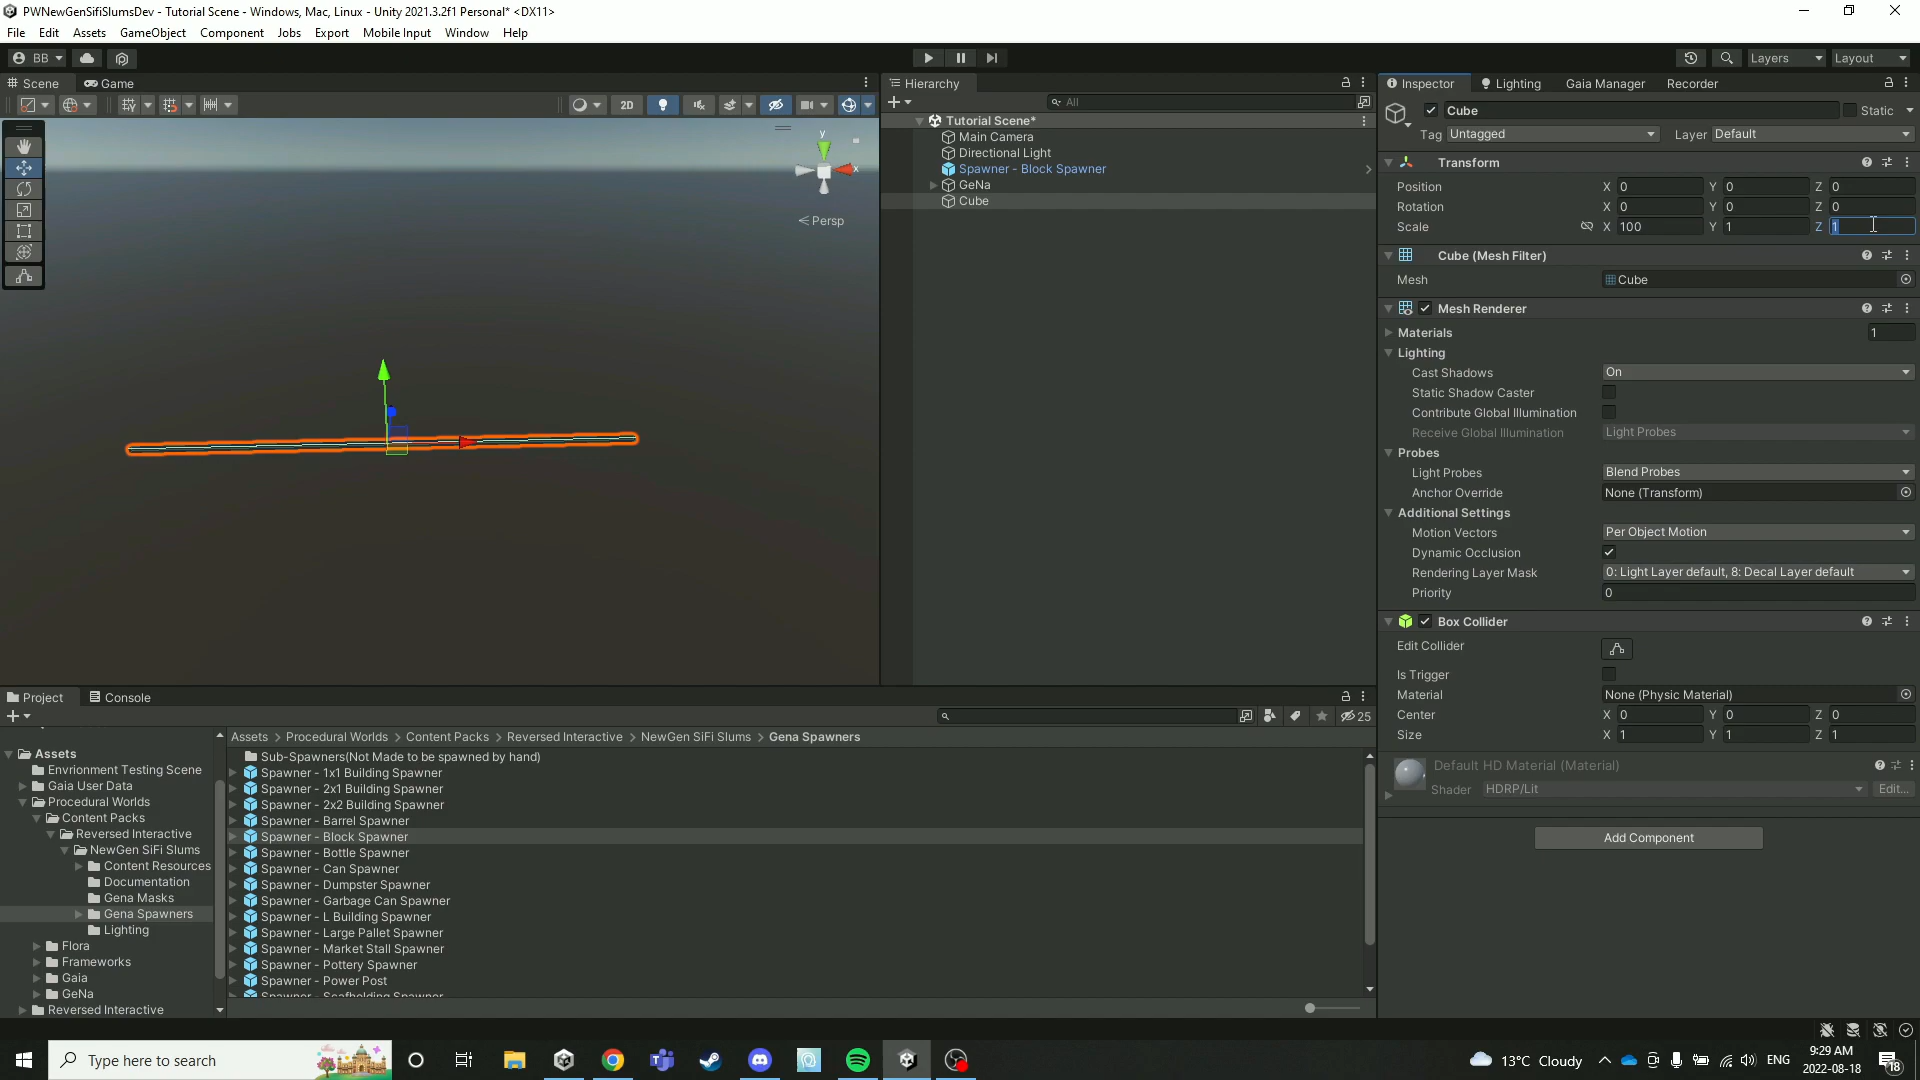 PWNewGenSifiSlumsDev - Tutorial Scene - Windows, Mac, Linux - Unity 2021.3.2f1 Personal* <DX11>
File Edit Assets GameObject Component Jobs Export Mobile Input Window Help
BB Layers Layout
Scene Game
2D
y
x
< Persp
Hierarchy
All
Tutorial Scene*
Main Camera
Directional Light
Spawner - Block Spawner
GeNa
Cube
Inspector Lighting Gaia Manager Recorder
Cube Static
Tag Untagged Layer Default
Transform
Position X 0 Y 0 Z 0
Rotation X 0 Y 0 Z 0
Scale X 100 Y 1 Z 1
Cube (Mesh Filter)
Mesh Cube
Mesh Renderer
Materials 1
Lighting
Cast Shadows On
Static Shadow Caster
Contribute Global Illumination
Receive Global Illumination Light Probes
Probes
Light Probes Blend Probes
Anchor Override None (Transform)
Additional Settings
Motion Vectors Per Object Motion
Dynamic Occlusion
Rendering Layer Mask 0: Light Layer default, 8: Decal Layer default
Priority 0
Box Collider
Edit Collider
Is Trigger
Material None (Physic Material)
Center X 0 Y 0 Z 0
Size X 1 Y 1 Z 1
Default HD Material (Material)
Shader HDRP/Lit Edit...
Add Component
Project Console
25
Assets
Envrionment Testing Scene
Gaia User Data
Procedural Worlds
Content Packs
Reversed Interactive
NewGen SiFi Slums
Content Resources
Documentation
Gena Masks
Gena Spawners
Lighting
Flora
Frameworks
Gaia
GeNa
Reversed Interactive
Assets > Procedural Worlds > Content Packs > Reversed Interactive > NewGen SiFi Slums > Gena Spawners
Sub-Spawners(Not Made to be spawned by hand)
Spawner - 1x1 Building Spawner
Spawner - 2x1 Building Spawner
Spawner - 2x2 Building Spawner
Spawner - Barrel Spawner
Spawner - Block Spawner
Spawner - Bottle Spawner
Spawner - Can Spawner
Spawner - Dumpster Spawner
Spawner - Garbage Can Spawner
Spawner - L Building Spawner
Spawner - Large Pallet Spawner
Spawner - Market Stall Spawner
Spawner - Pottery Spawner
Spawner - Power Post
Spawner - Scafholding Spawner
Type here to search
13°C Cloudy ENG
9:29 AM
2022-08-18
18